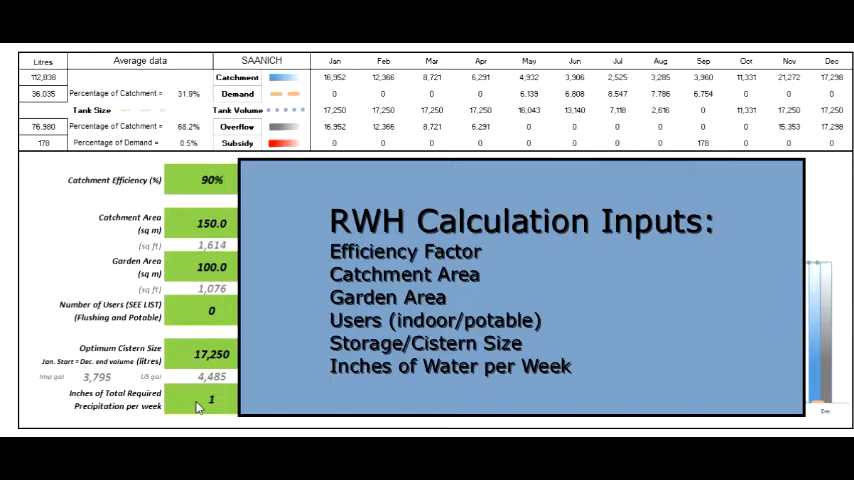 Litres Average data SAANICH Jan Feb Mar Apr May Jun Jul Aug Sep Oct Nov Dec
112,838 Catchment 16,952 12,366 8,721 6,291 4,932 3,906 2,525 3,285 3,960 11,331 21,272 17,298
36,035 Percentage of Catchment = 31.9% Demand 0 0 0 0 6,139 6,808 8,547 7,786 6,754 0 0 0
Tank Size Tank Volume 17,250 17,250 17,250 17,250 16,043 13,140 7,118 2,616 0 11,331 17,250 17,250
76,980 Percentage of Catchment = 68.2% Overflow 16,952 12,366 8,721 6,291 0 0 0 0 0 0 15,353 17,298
178 Percentage of Demand = 0.5% Subsidy 0 0 0 0 0 0 0 0 178 0 0 0
Catchment Efficiency (%) 90%
Catchment Area
(sq m) 150.0
(sq ft) 1,614
Garden Area
(sq m) 100.0
(sq ft) 1,076
Number of Users (SEE LIST)
(Flushing and Potable) 0
Optimum Cistern Size
Jan. Start = Dec. end volume (litres) 17,250
Imp gal 3,795 US gal 4,485
Inches of Total Required
Precipitation per week 1
RWH Calculation Inputs:
Efficiency Factor
Catchment Area
Garden Area
Users (indoor/potable)
Storage/Cistern Size
Inches of Water per Week
Dec